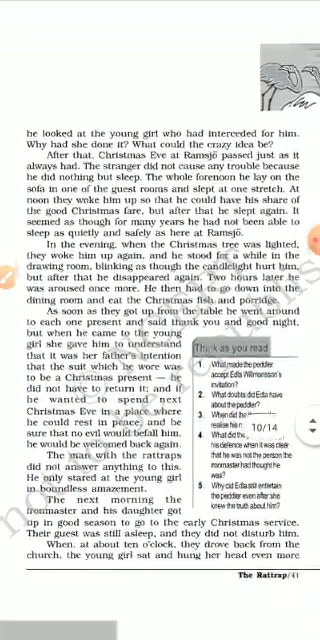 he looked at the young girl who had interceded for him.
Why had she done it? What could the crazy idea be?
After that, Christmas Eve at Ramsjö passed just as it
always had. The stranger did not cause any trouble because
he did nothing but sleep. The whole forenoon he lay on the
sofa in one of the guest rooms and slept at one stretch. At
noon they woke him up so that he could have his share of
the good Christmas fare, but after that he slept again. It
seemed as though for many years he had not been able to
sleep as quietly and safely as here at Ramsjö.
In the evening, when the Christmas tree was lighted,
they woke him up again, and he stood for a while in the
drawing room, blinking as though the candlelight hurt him,
but after that he disappeared again. Two hours later he
was aroused once more. He then had to go down into the
dining room and eat the Christmas fish and porridge.
As soon as they got up from the table he went around
to each one present and said thank you and good night,
but when he came to the young
girl she gave him to understand
that it was her father's intention
that the suit which he wore was
to be a Christmas present — he
did not have to return it; and if
he wanted to spend next
Christmas Eve in a place where
he could rest in peace, and be
sure that no evil would befall him,
he would be welcomed back again.
The man with the rattraps
did not answer anything to this.
He only stared at the young girl
in boundless amazement.
The next morning the
ironmaster and his daughter got
up in good season to go to the early Christmas service.
Their guest was still asleep, and they did not disturb him.
When, at about ten o'clock, they drove back from the
church, the young girl sat and hung her head even more
Think as you read
1. What made the peddler
accept Edla Willmansson's
invitation?
2. What doubts did Edla have
about the peddler?
3. When did the
realise his
4. What did the
his defence when it was clear
that he was not the person the
ironmaster had thought he
was?
5. Why did Edla still entertain
the peddler even after she
knew the truth about him?
10/14
The Rattrap/41